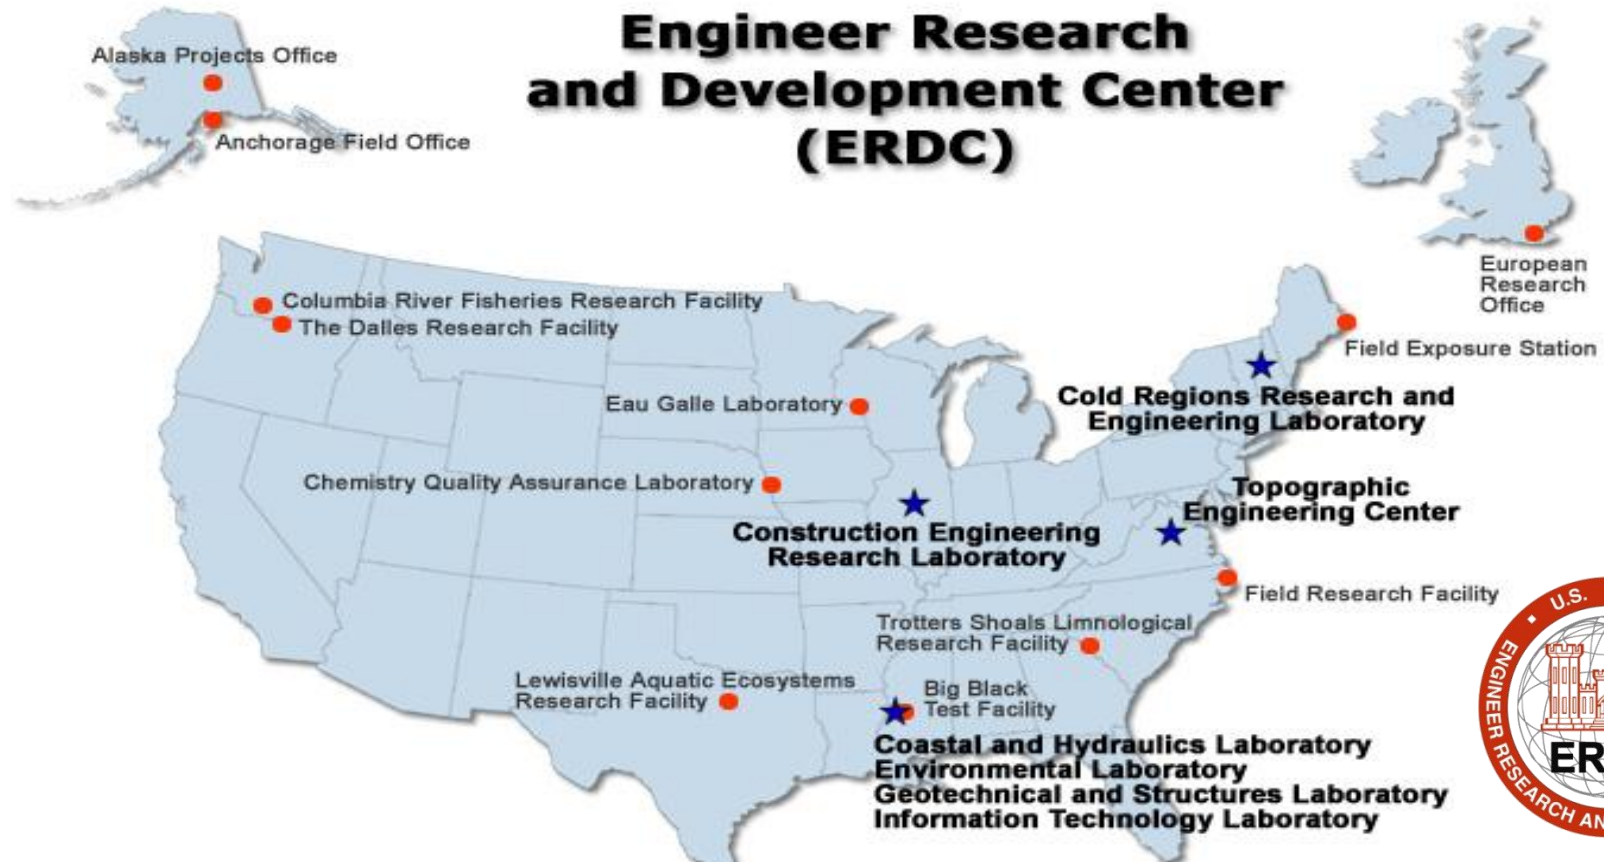 Engineer Research
and Development Center
(ERDC)
Alaska Projects Office
Anchorage Field Office
European
Research
Office
Columbia River Fisheries Research Facility
The Dalles Research Facility
Field Exposure Station
Eau Galle Laboratory
Cold Regions Research and
Engineering Laboratory
Chemistry Quality Assurance Laboratory
Topographic
Engineering Center
Construction Engineering
Research Laboratory
Field Research Facility
Trotters Shoals Limnological
Research Facility
Lewisville Aquatic Ecosystems
Research Facility
Big Black
Test Facility
Coastal and Hydraulics Laboratory
Environmental Laboratory
Geotechnical and Structures Laboratory
Information Technology Laboratory
U.S.
ENGINEER RESEARCH AN
ER